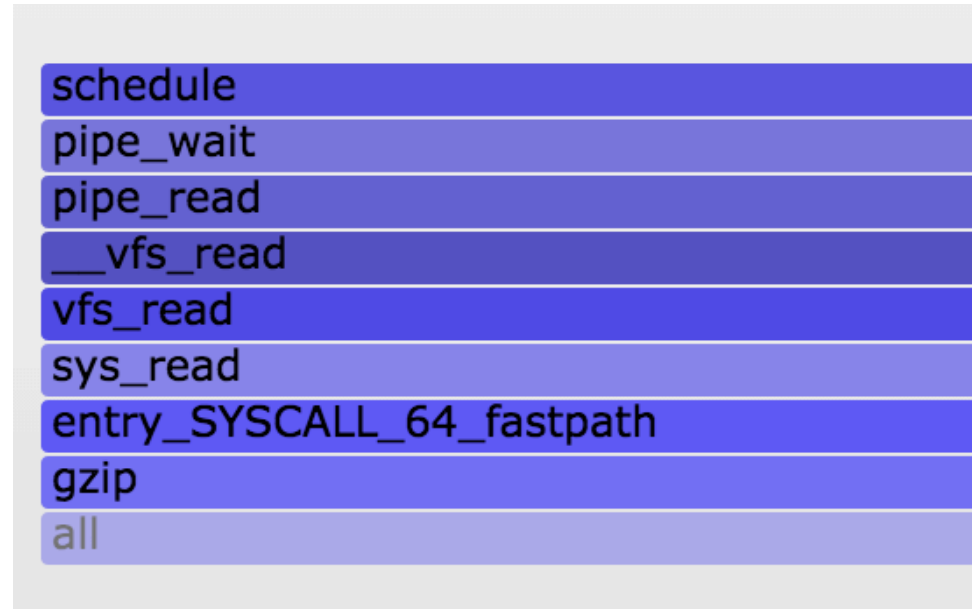 schedule
pipe_wait
pipe_read
__vfs_read
vfs_read
sys_read
entry_SYSCALL_64_fastpath
gzip
all